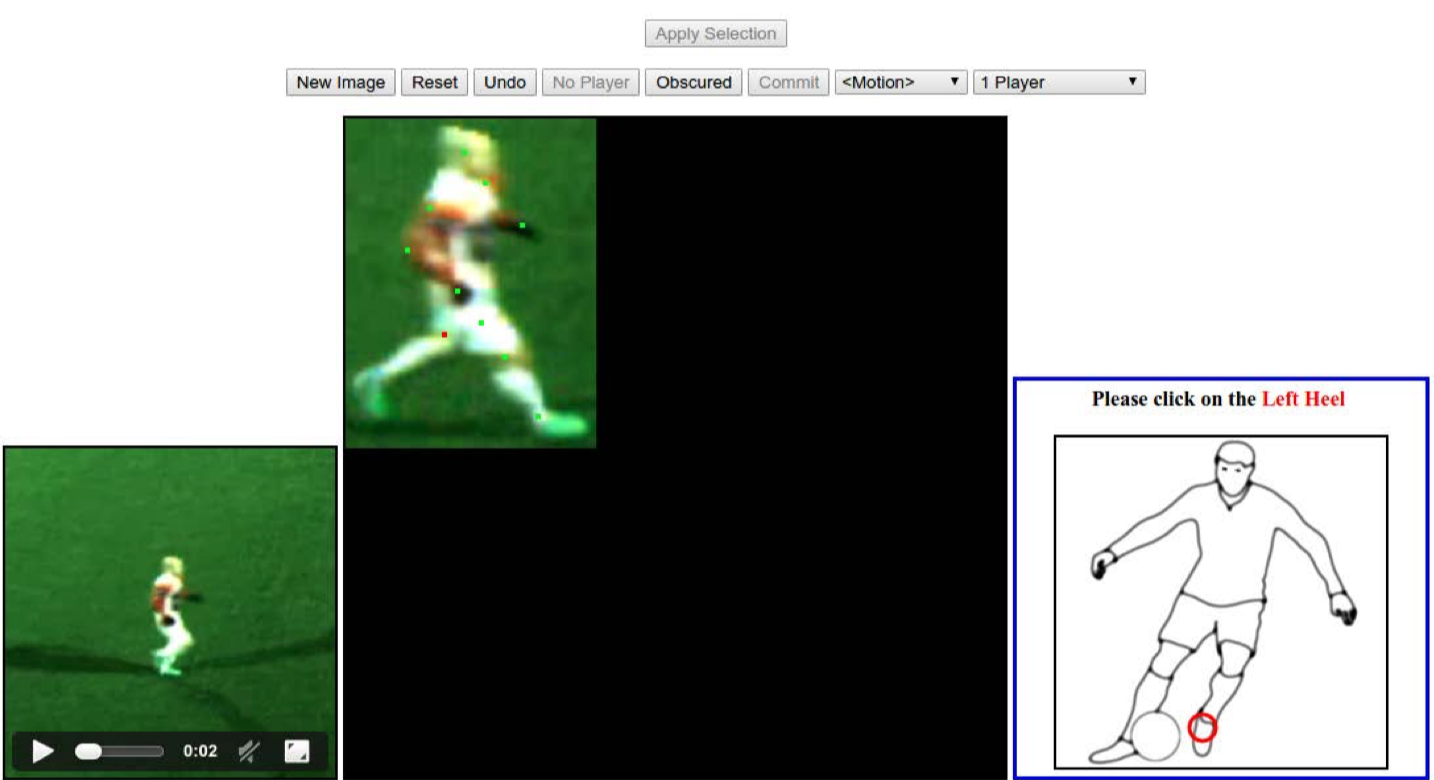 Apply Selection
New Image Reset Undo No Player Obscured Commit <Motion> 1 Player
Please click on the Left Heel
0:02